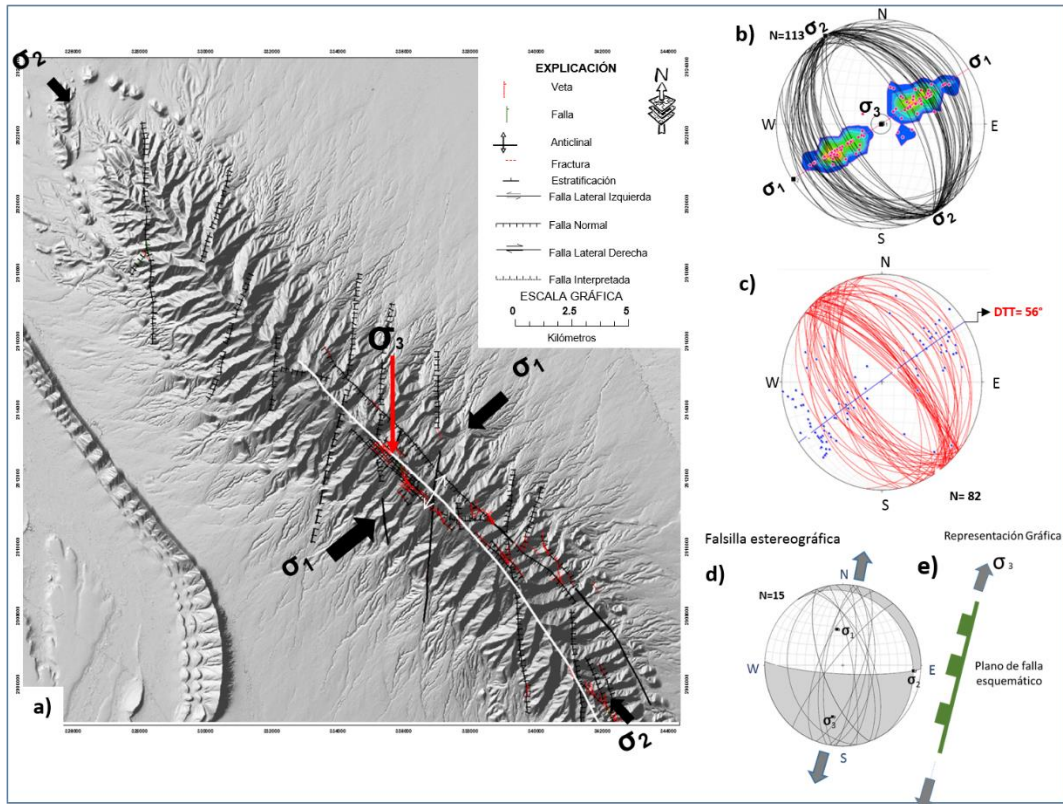 σ2
EXPLICACIÓN
N
Veta
Falla
Anticlinal
Fractura
Estratificación
Falla Lateral Izquierda
Falla Normal
Falla Lateral Derecha
Falla Interpretada
ESCALA GRÁFICA
0 2.5 5
Kilómetros
σ3
σ1
σ1
σ2
a)
b)
N=113
N
σ2
σ1
σ3
W
E
σ1
σ2
S
c)
N
DTT= 56°
W
E
S
N= 82
Falsilla estereográfica
Representación Gráfica
d)
N=15
N
σ1
W
E
σ2
σ3
S
e)
σ3
Plano de falla
esquemático